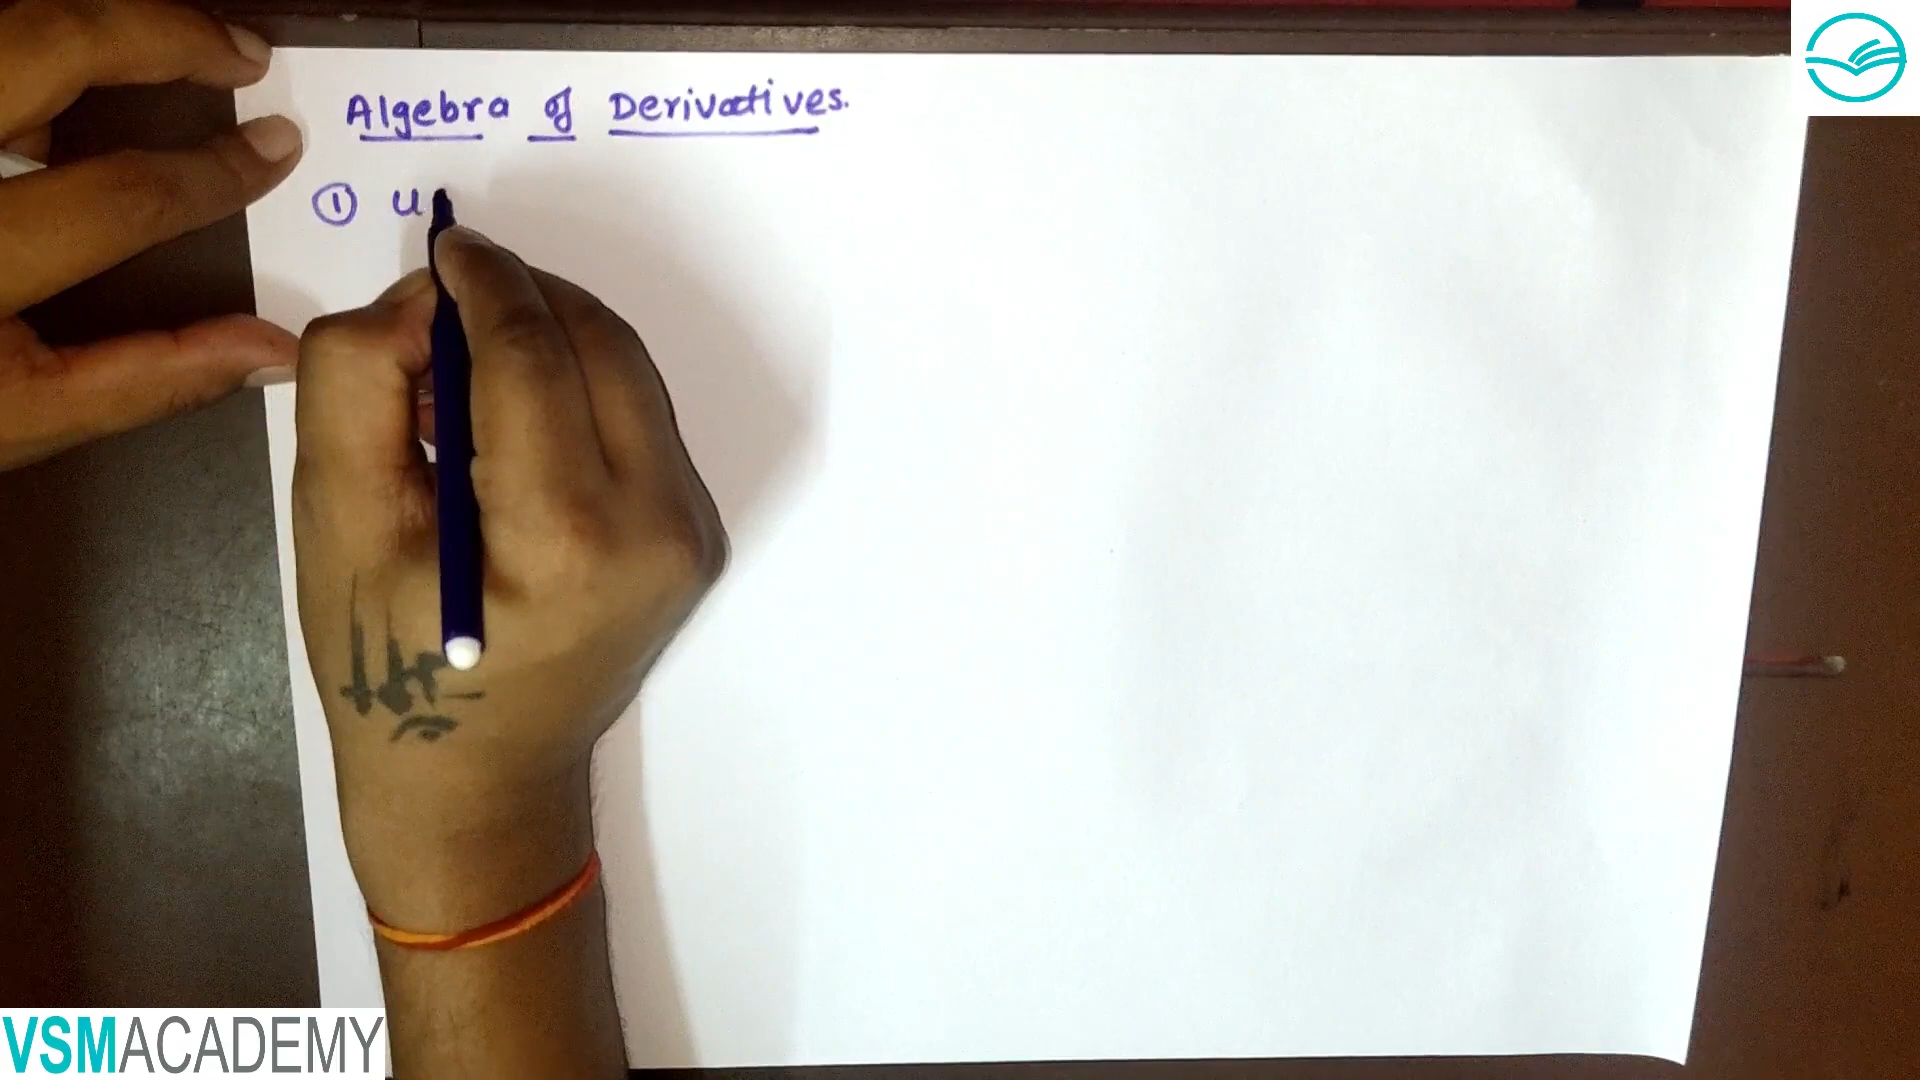 Algebra of Derivatives.
① u
VSMACADEMY